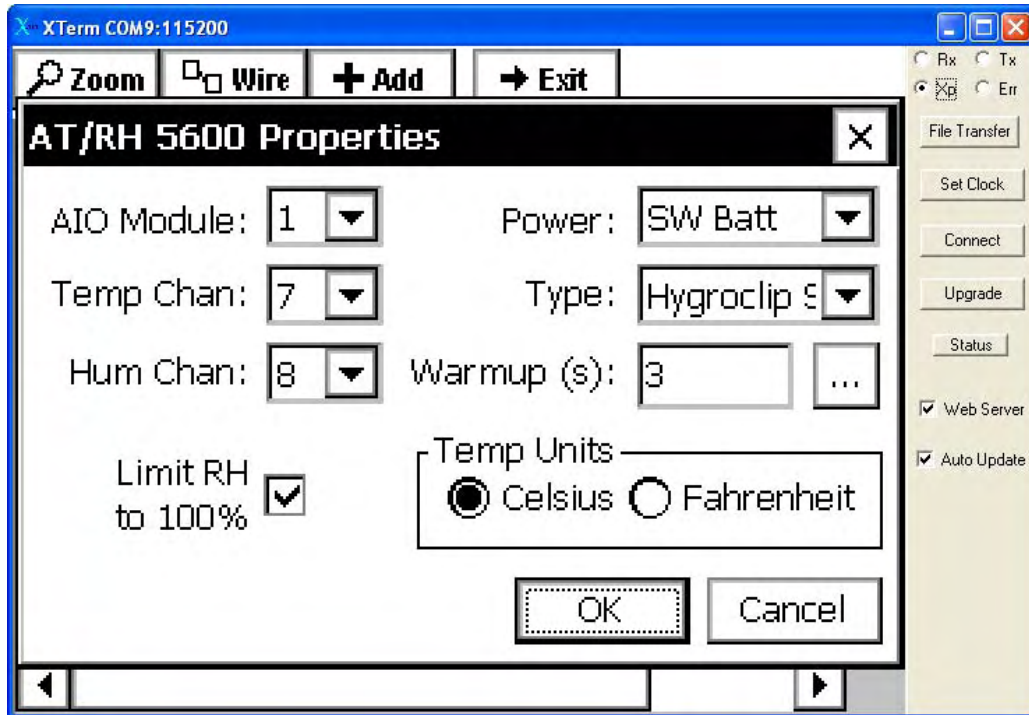 XTerm COM9:115200
Zoom Wire Add Exit
Rx Tx
Xp Err
File Transfer
Set Clock
Connect
Upgrade
Status
Web Server
Auto Update
AT/RH 5600 Properties
AIO Module: 1 Power: SW Batt
Temp Chan: 7 Type: Hygroclip S
Hum Chan: 8 Warmup (s): 3 ...
Limit RH
to 100%
Temp Units
Celsius Fahrenheit
OK Cancel